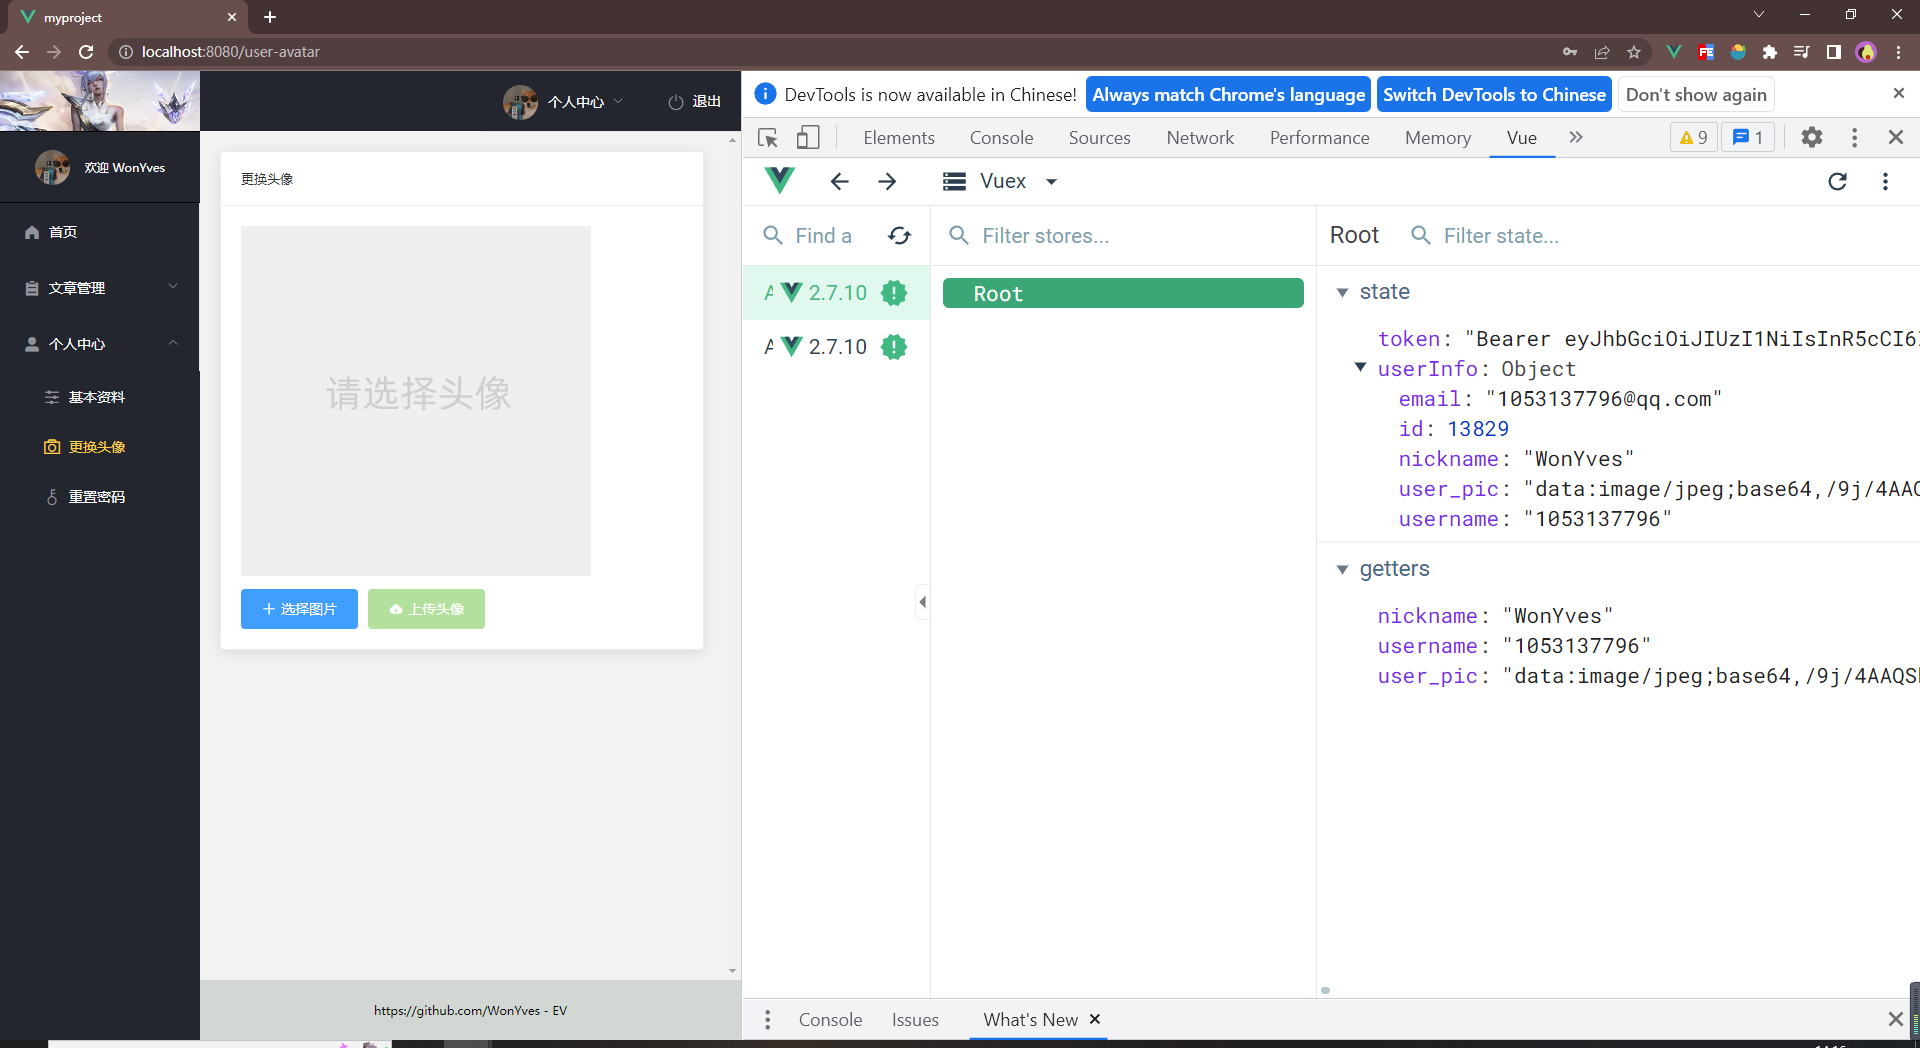 myproject
localhost:8080/user-avatar
个人中心
退出
欢迎 WonYves
首页
文章管理
个人中心
基本资料
更换头像
重置密码
更换头像
请选择头像
选择图片
上传头像
https://github.com/WonYves - EV
DevTools is now available in Chinese!
Always match Chrome's language
Switch DevTools to Chinese
Don't show again
Elements
Console
Sources
Network
Performance
Memory
Vue
9
1
Vuex
Find a
Filter stores...
Root
Filter state...
A 2.7.10
A 2.7.10
Root
state
token: "Bearer eyJhbGciOiJIUzI1NiIsInR5cCI6
userInfo: Object
email: "1053137796@qq.com"
id: 13829
nickname: "WonYves"
user_pic: "data:image/jpeg;base64,/9j/4AAQ
username: "1053137796"
getters
nickname: "WonYves"
username: "1053137796"
user_pic: "data:image/jpeg;base64,/9j/4AAQS
Console
Issues
What's New